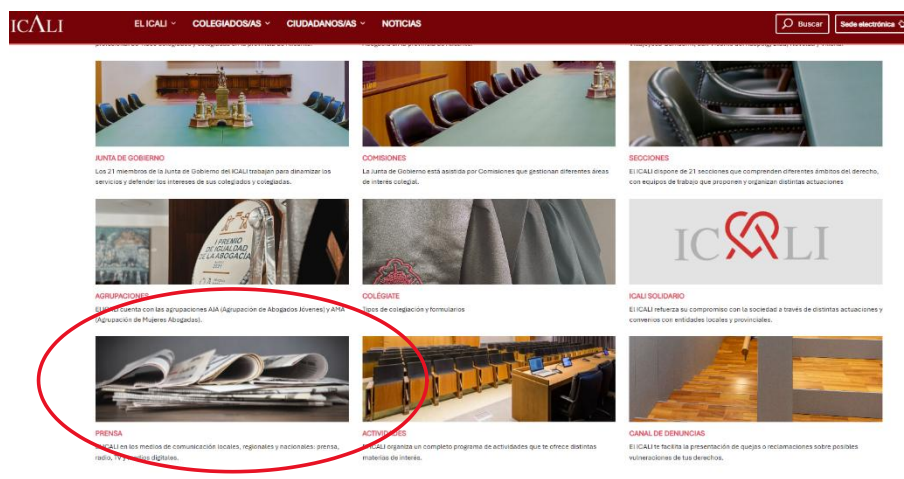 ICALI EL ICALI COLEGIADOS/AS CIUDADANOS/AS NOTICIAS Buscar Sede electrónica
JUNTA DE GOBIERNO
Los 21 miembros de la Junta de Gobierno del ICALI trabajan para dinamizar los
servicios y defender los intereses de sus colegiados y colegiadas.
COMISIONES
La Junta de Gobierno está asistida por Comisiones que gestionan diferentes áreas
de interés colegial.
SECCIONES
El ICALI dispone de 21 secciones que comprenden diferentes ámbitos del derecho,
con equipos de trabajo que proponen y organizan distintas actuaciones
I PREMIO
DE IGUALDAD
DE LA ABOGACÍA
ICALI
AGRUPACIONES
El ICALI cuenta con las agrupaciones AJA (Agrupación de Abogados Jóvenes) y AMA
(Agrupación de Mujeres Abogadas).
COLÉGIATE
Tipos de colegiación y formularios
ICALI SOLIDARIO
El ICALI refuerza su compromiso con la sociedad a través de distintas actuaciones y
convenios con entidades locales y provinciales.
PRENSA
El ICALI en los medios de comunicación locales, regionales y nacionales: prensa,
radio, TV y medios digitales.
ACTIVIDADES
El ICALI organiza un completo programa de actividades que te ofrece distintas
materias de interés.
CANAL DE DENUNCIAS
El ICALI te facilita la presentación de quejas o reclamaciones sobre posibles
vulneraciones de tus derechos.